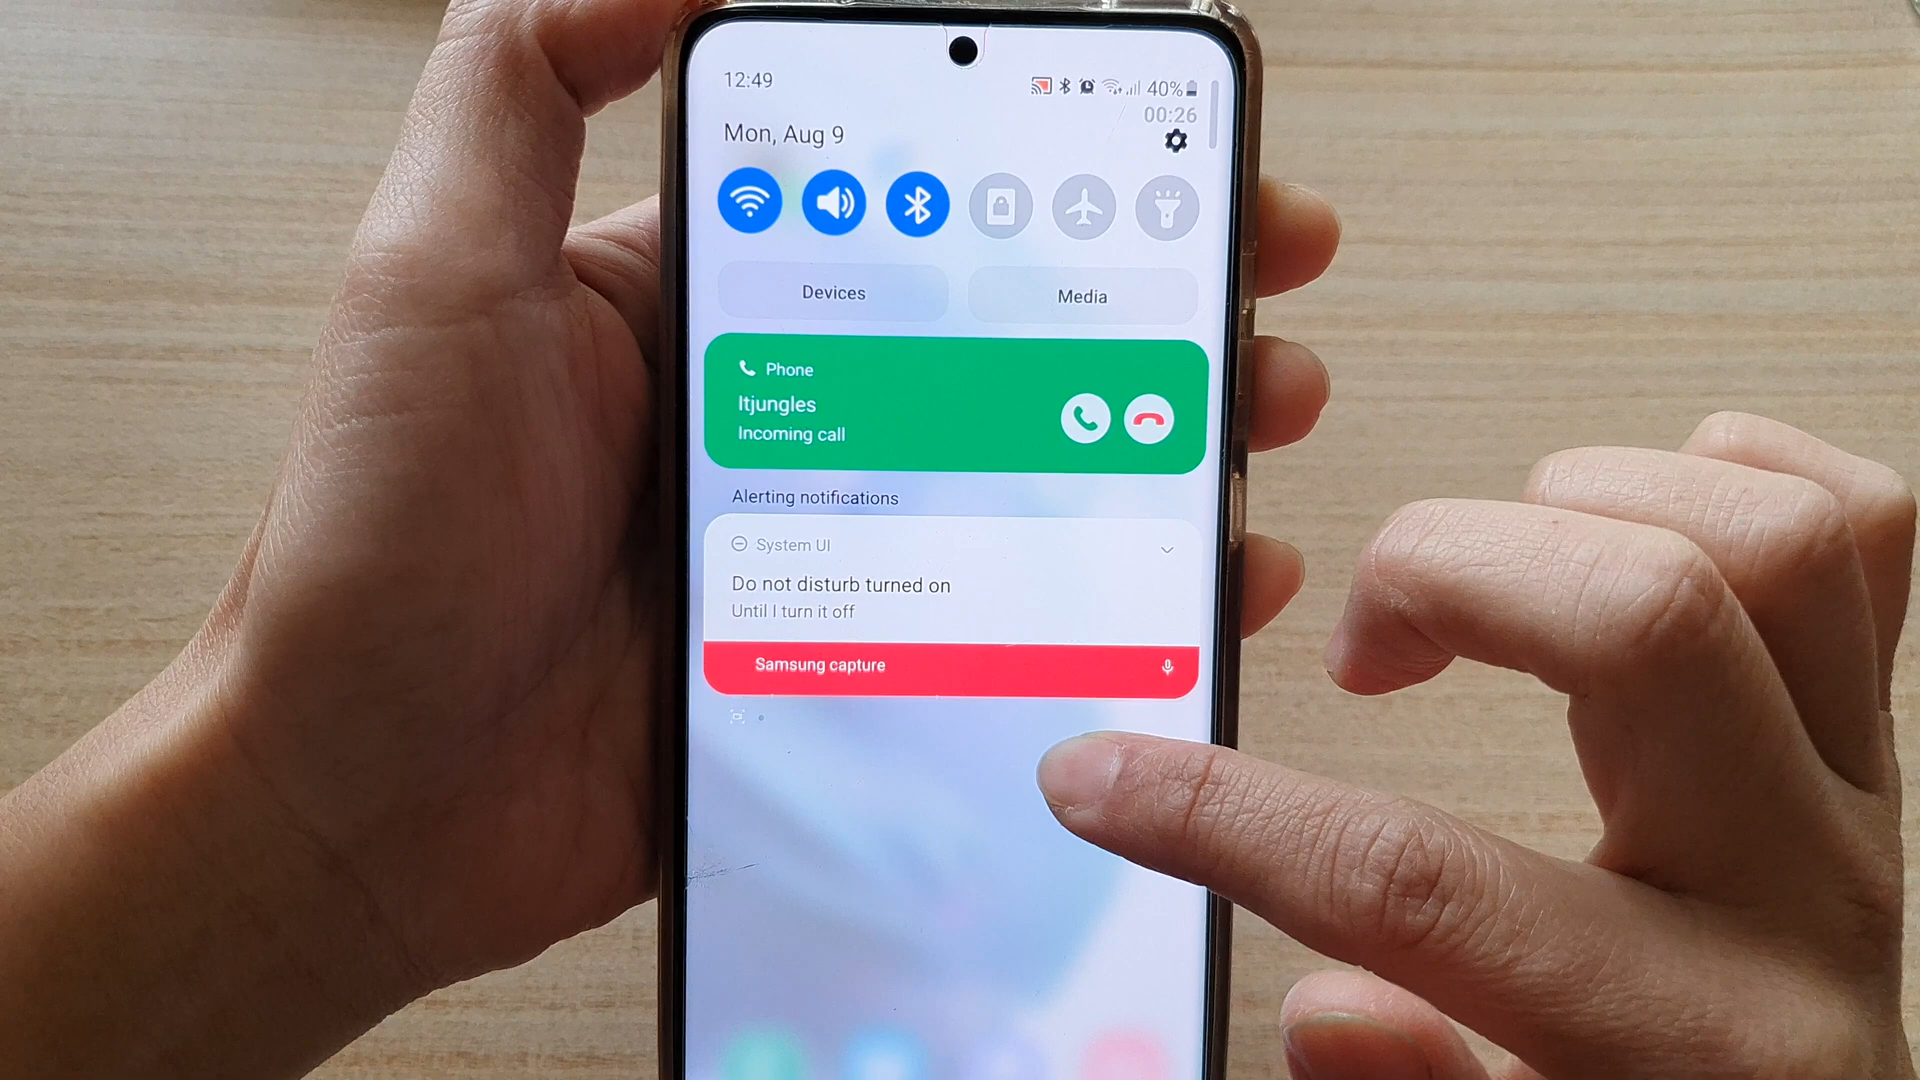 12:49
40%
00:26
Mon, Aug 9
Devices
Media
Phone
Itjungles
Incoming call
Alerting notifications
System UI
Do not disturb turned on
Until I turn it off
Samsung capture